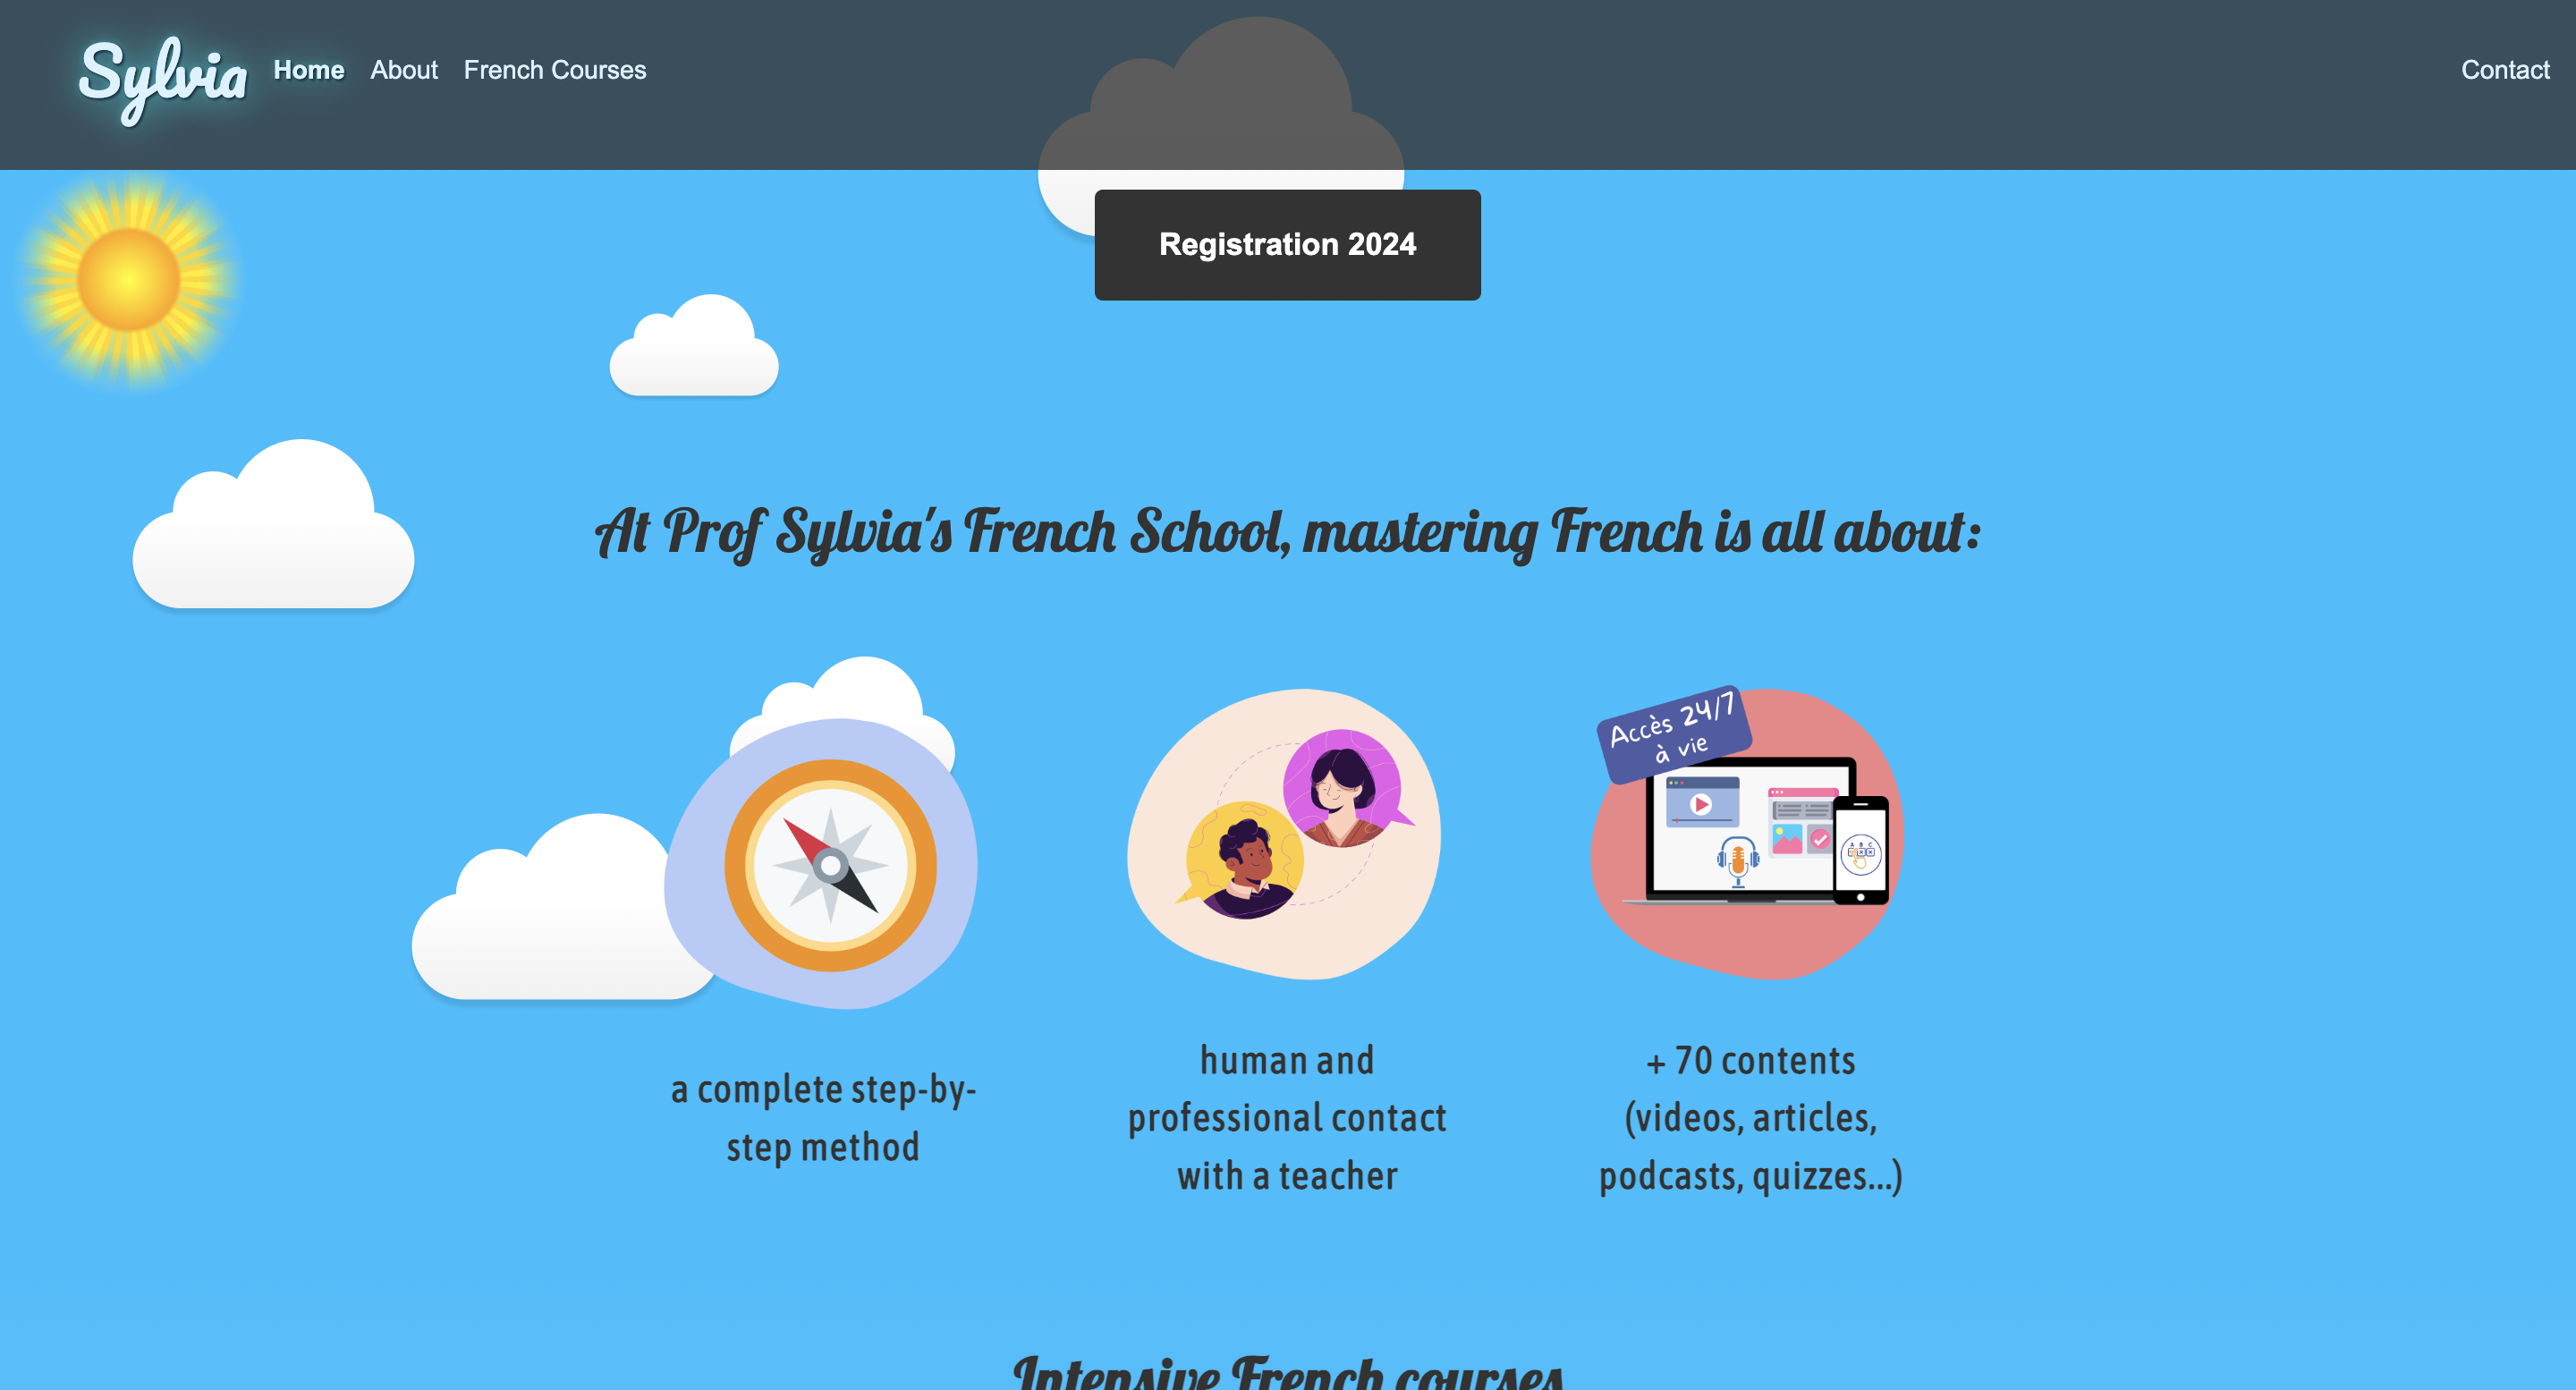 Sylvia Home About French Courses Contact
Registration 2024
At Prof Sylvia's French School, mastering French is all about:
a complete step-by-
step method
human and
professional contact
with a teacher
Accès 24/7
à vie
A B C
+ 70 contents
(videos, articles,
podcasts, quizzes...)
Intensive French courses